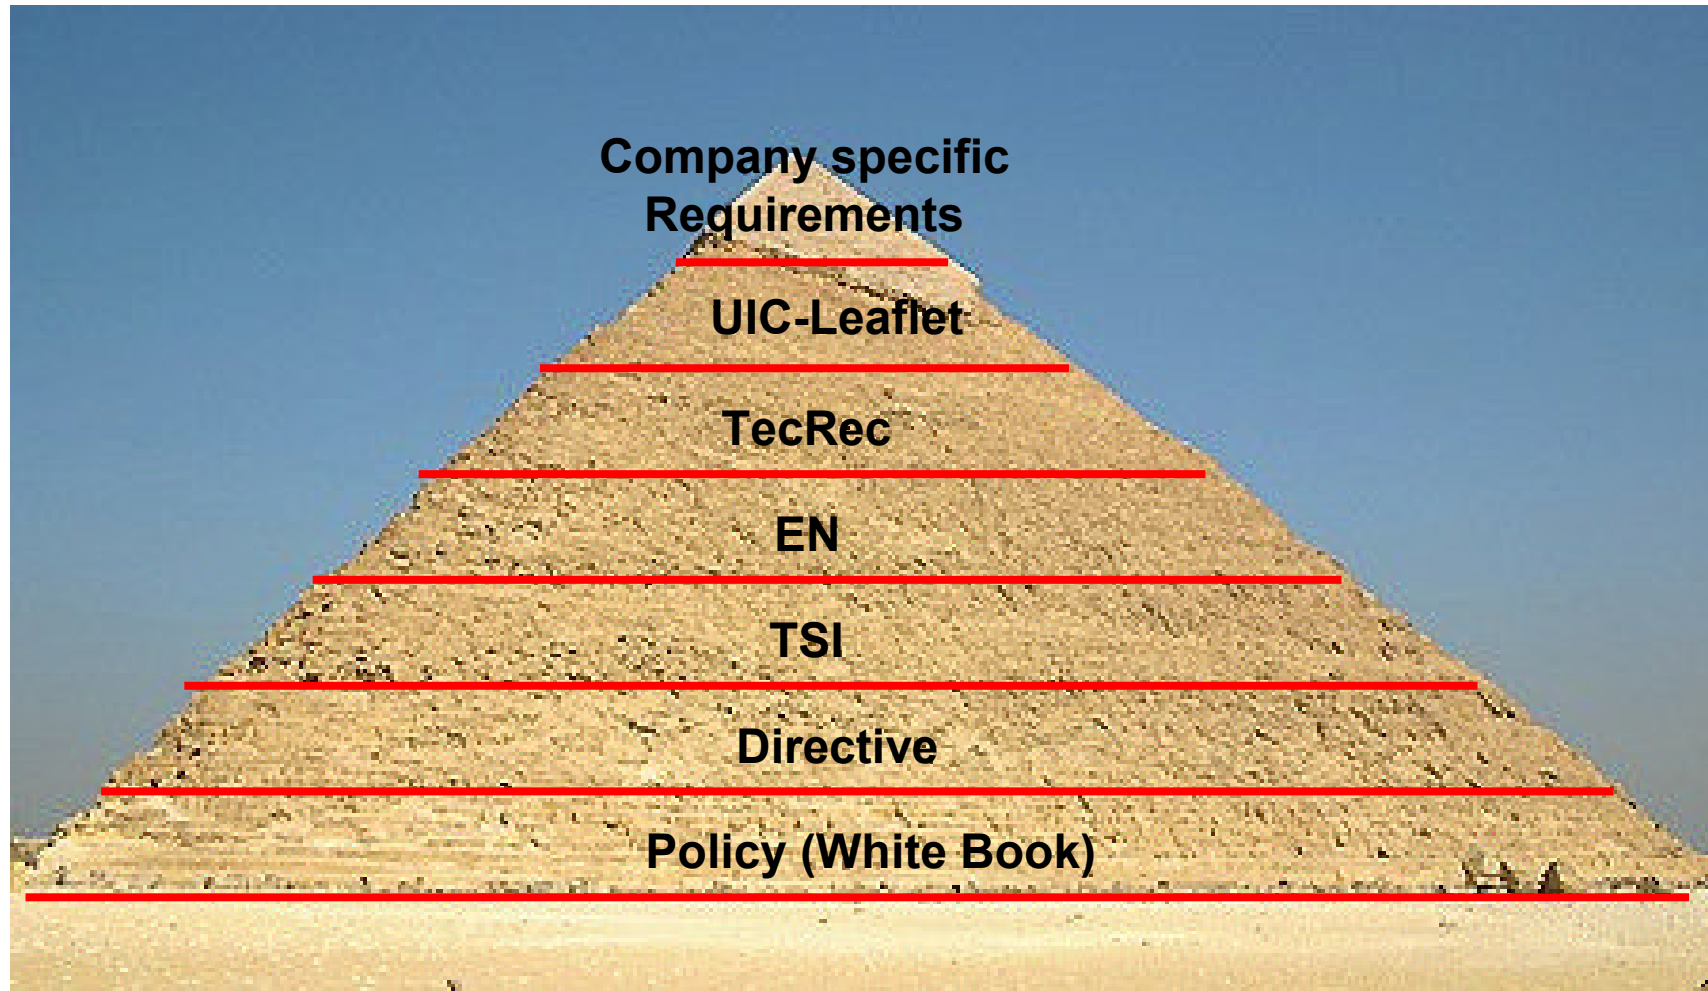 Company specific
Requirements
UIC-Leaflet
TecRec
EN
TSI
Directive
Policy (White Book)